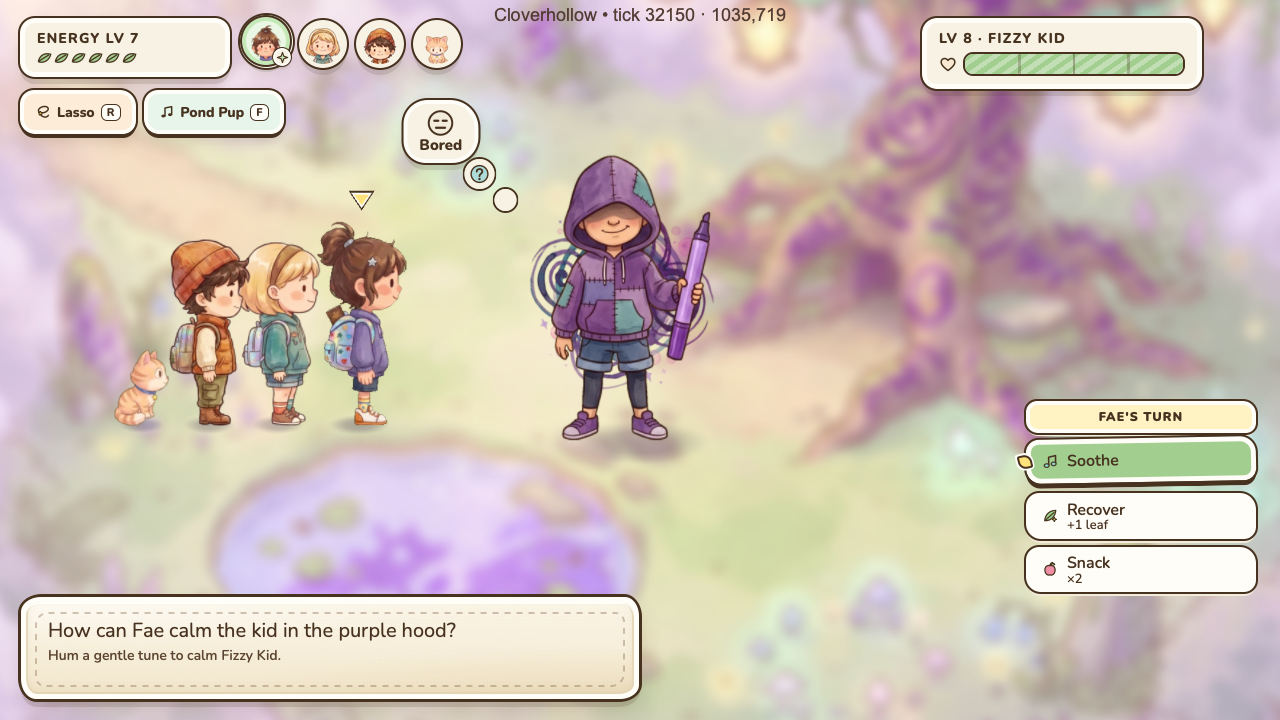 Cloverhollow • tick 32150 · 1035,719
ENERGY LV 7
LV 8 · FIZZY KID
Lasso R
Pond Pup F
Bored
?
FAE'S TURN
Soothe
Recover
+1 leaf
Snack
×2
How can Fae calm the kid in the purple hood?
Hum a gentle tune to calm Fizzy Kid.